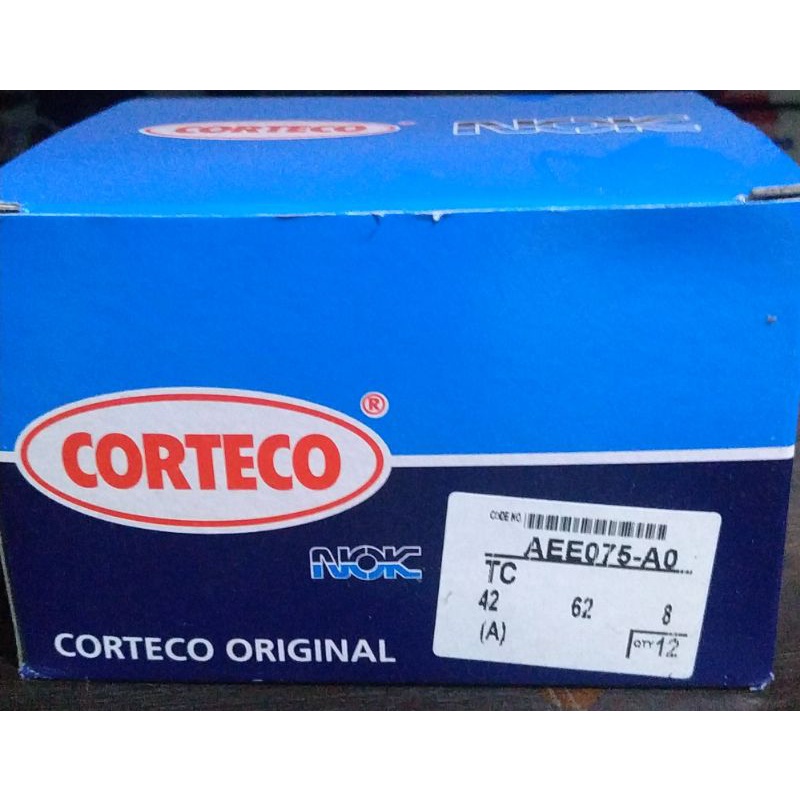 CORTECO ®
NOK
CORTECO ®
NOK
CORTECO ORIGINAL
CODE NO.
AEE075-A0
TC
42 62 8
(A)
QTY 12